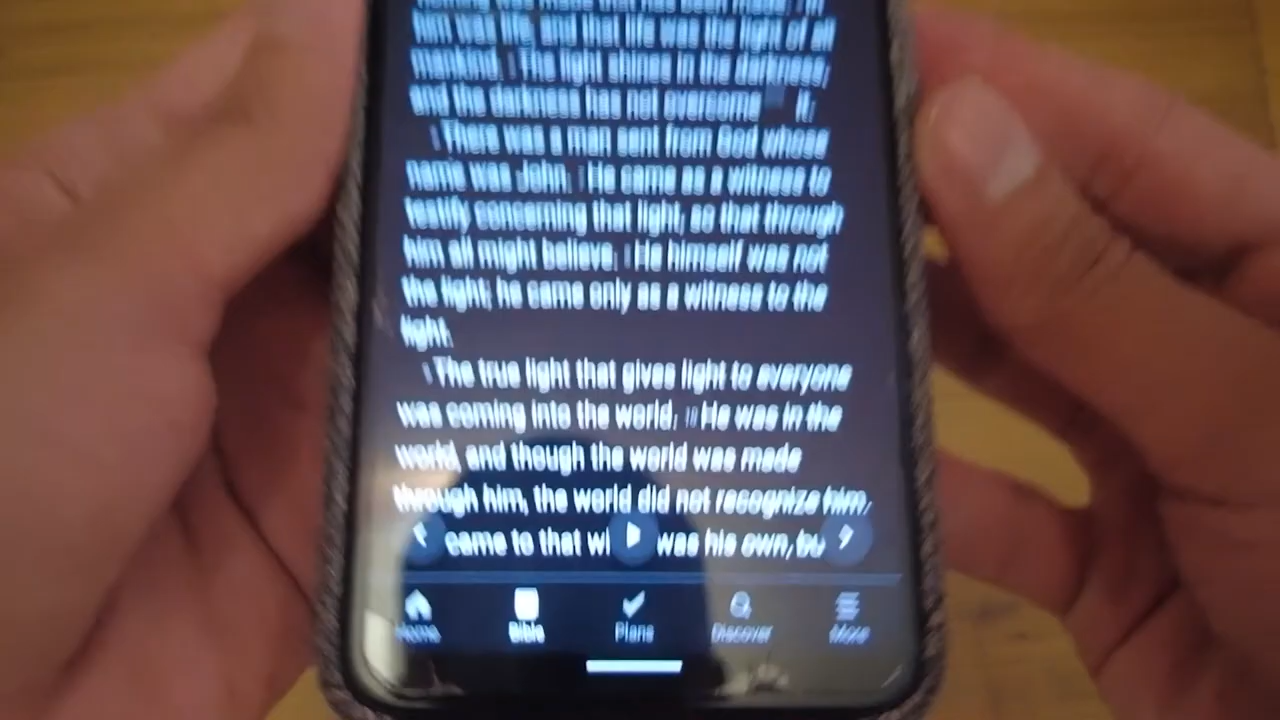 him was life, and that life was the light of all
mankind. The light shines in the darkness,
and the darkness has not overcome it.
There was a man sent from God whose
name was John. He came as a witness to
testify concerning that light, so that through
him all might believe. He himself was not
the light; he came only as a witness to the
light.
The true light that gives light to everyone
was coming into the world. 10 He was in the
world, and though the world was made
through him, the world did not recognize him.
came to that was his own, bu
Home Bible Plans Discover More